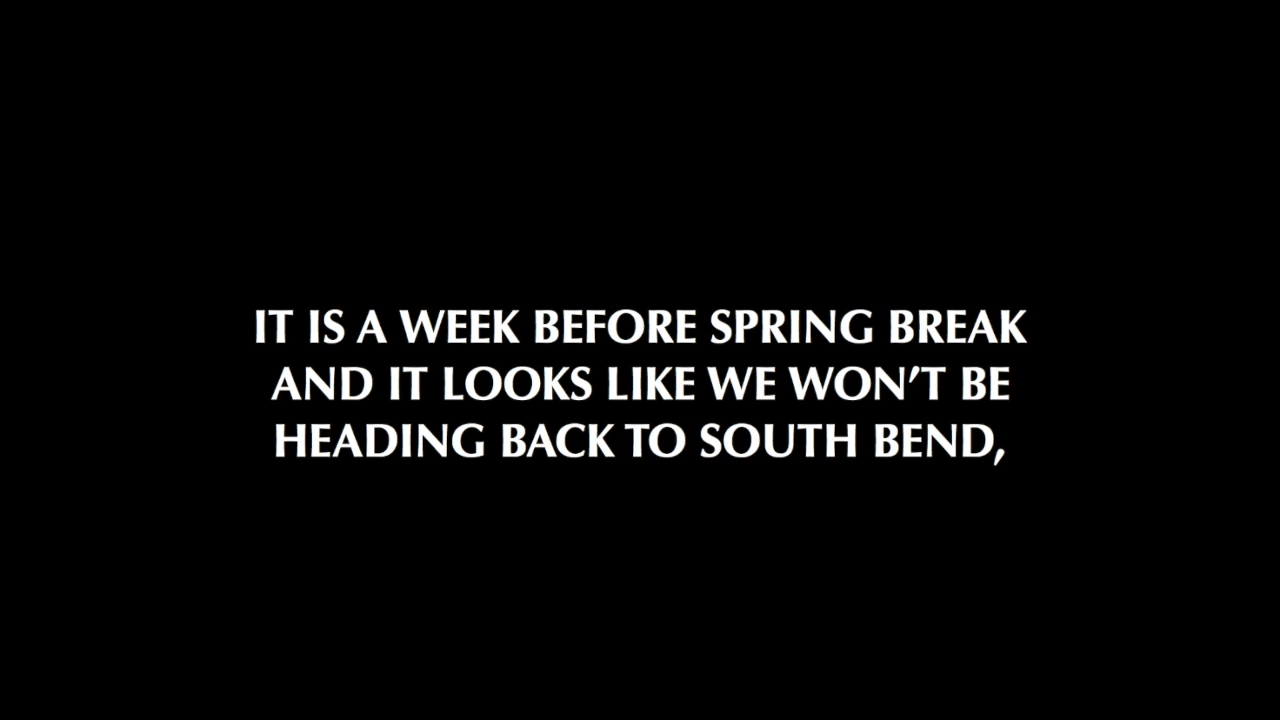 IT IS A WEEK BEFORE SPRING BREAK
AND IT LOOKS LIKE WE WON’T BE
HEADING BACK TO SOUTH BEND,